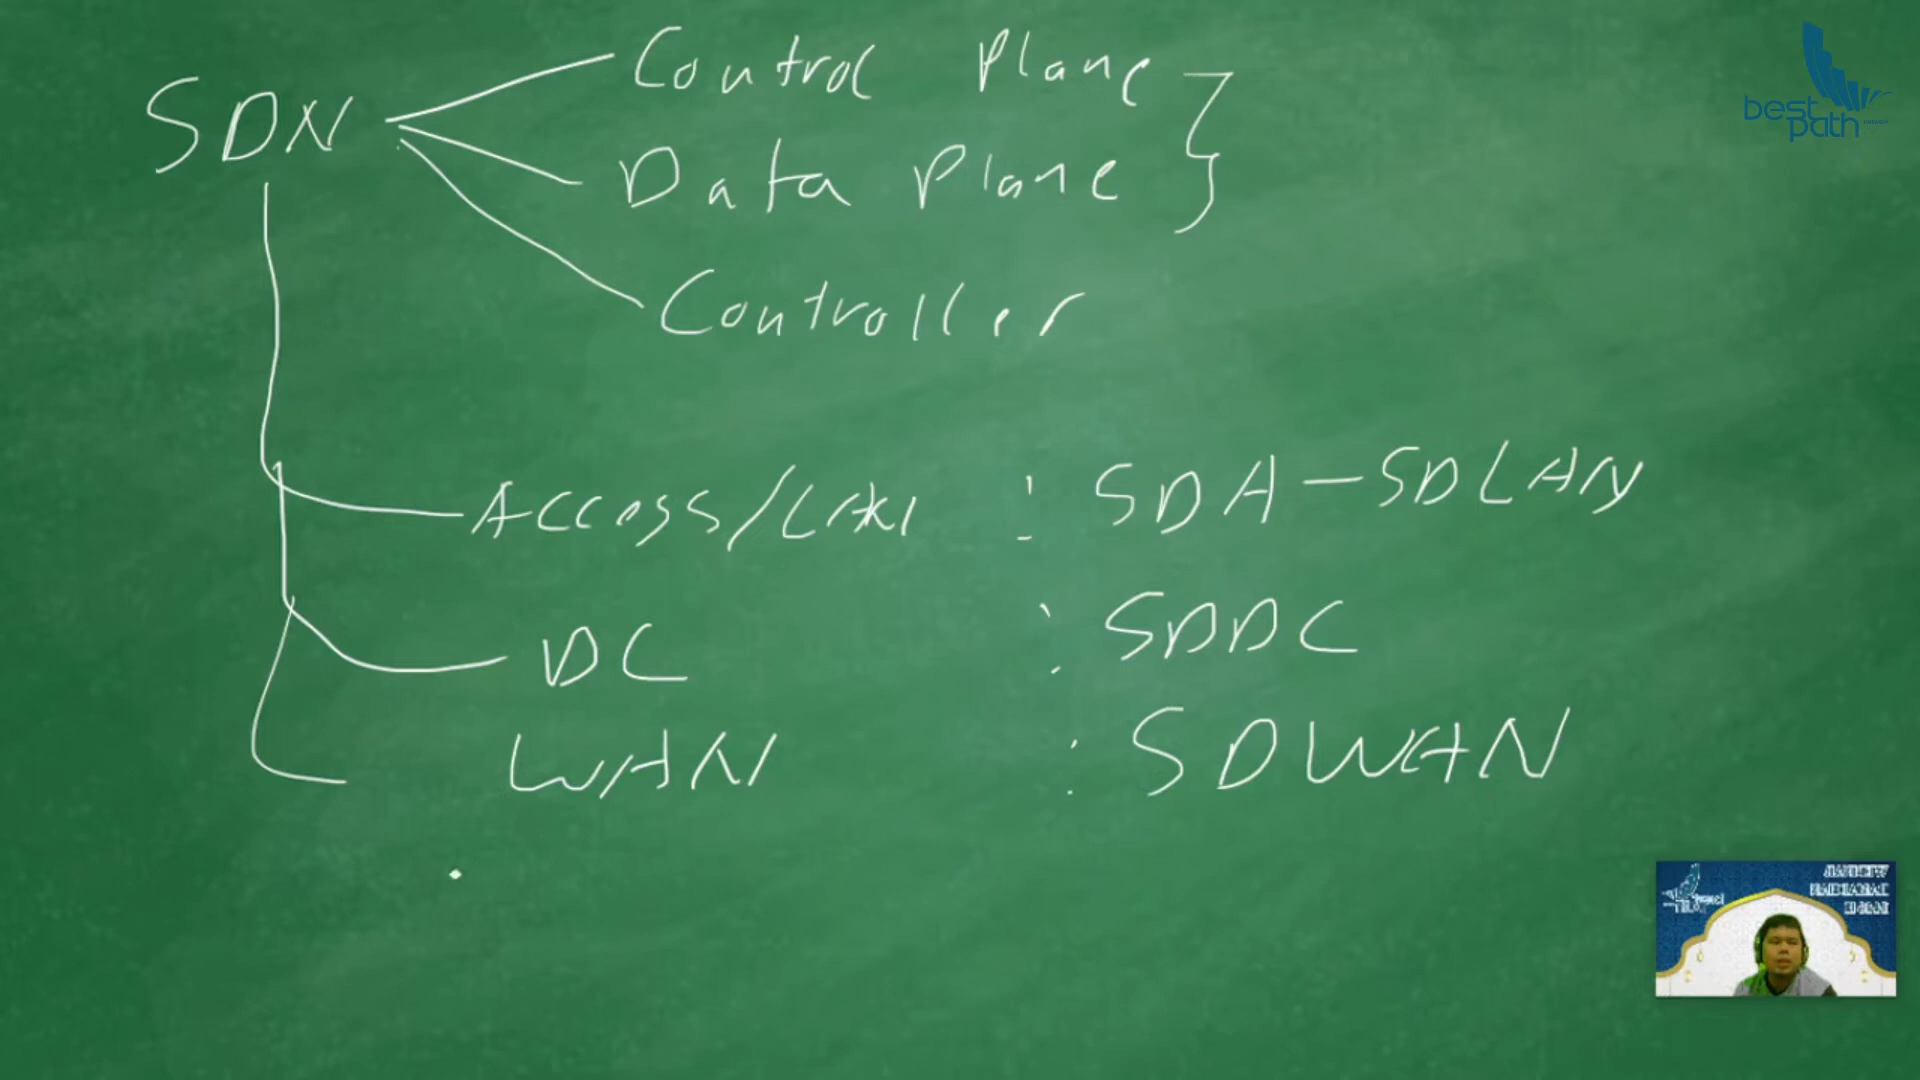 SDN
Control Plane
Data Plane
Controller
Access/LAN : SDA-SDLAN
DC : SDDC
WAN : SDWAN
best
path